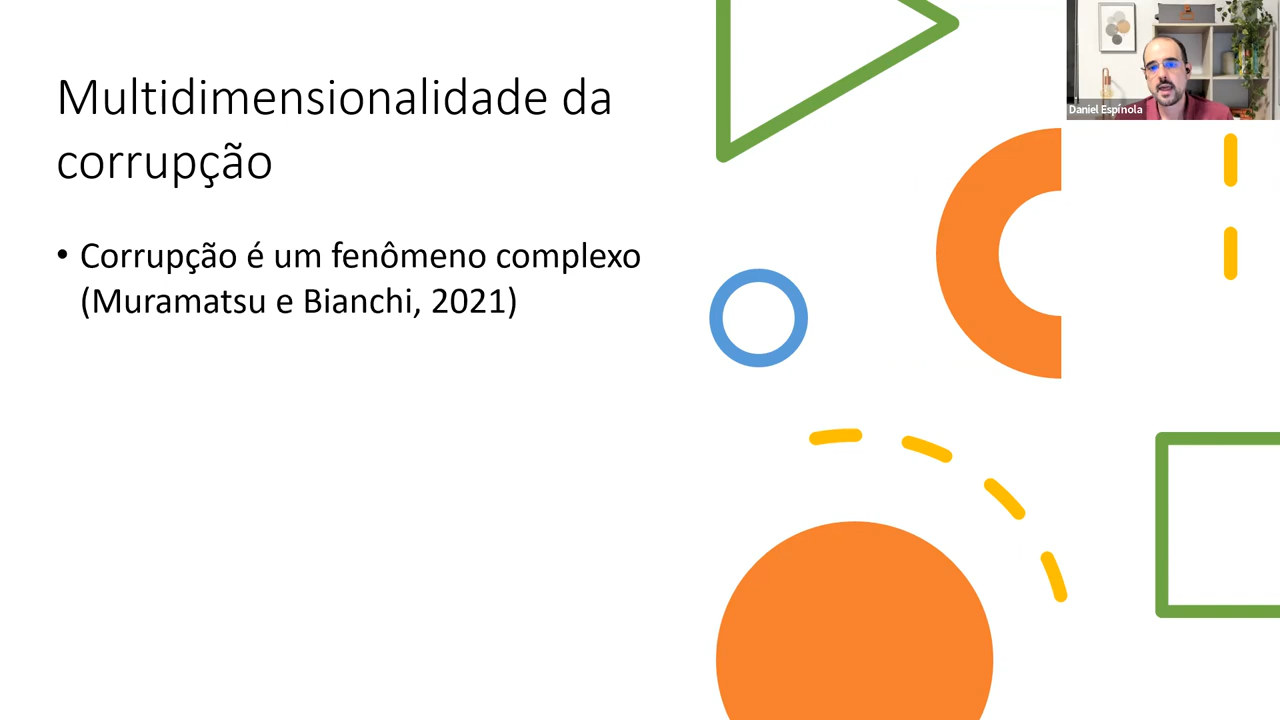 Multidimensionalidade da
corrupção
• Corrupção é um fenômeno complexo
(Muramatsu e Bianchi, 2021)
Daniel Espínola